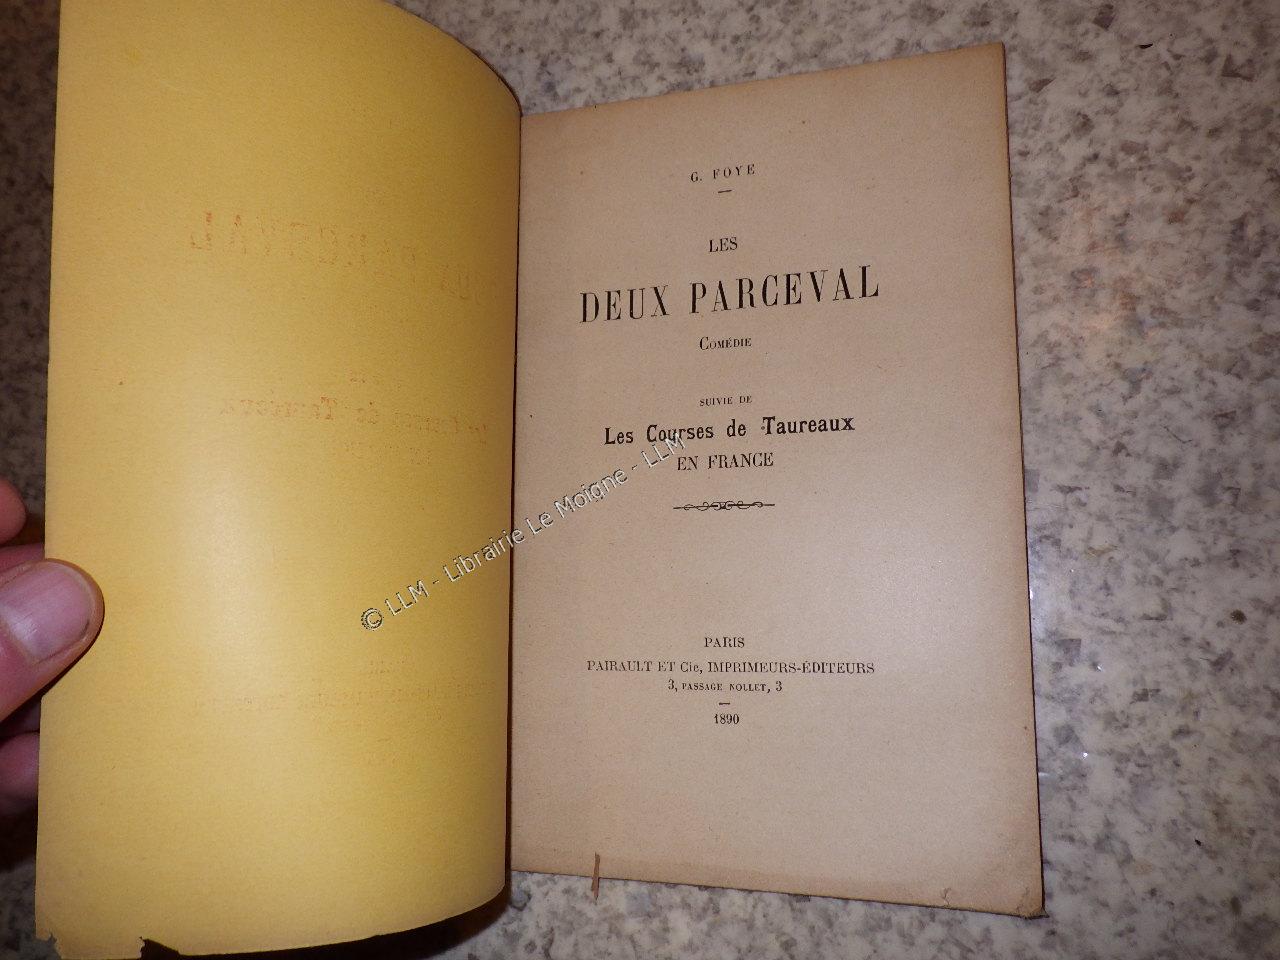 G. FOYE
LES
DEUX PARCEVAL
COMÉDIE
SUIVIE DE
Les Courses de Taureaux
EN FRANCE
PARIS
PAIRAULT ET Cie, IMPRIMEURS-ÉDITEURS
3, PASSAGE NOLLET, 3
1890
© LLM - Librairie Le Moigne - LLM